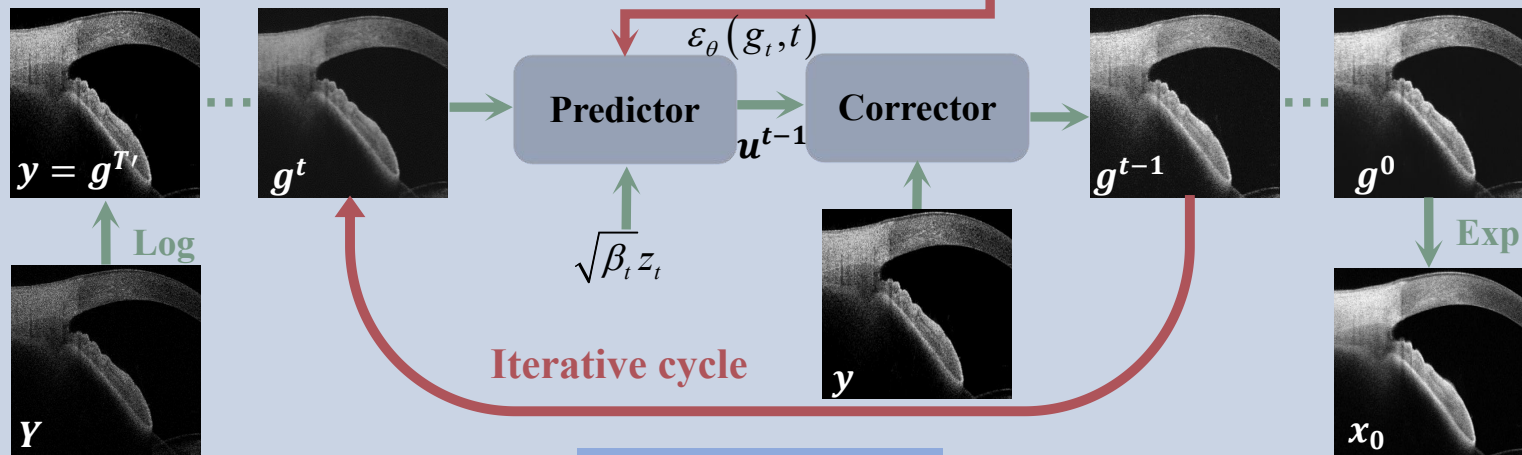 ε_θ(g_t, t)
Predictor
Corrector
u^{t−1}
y = g^{T′}
g^t
g^{t−1}
g^0
Log
√β_t z_t
Exp
Iterative cycle
y
Y
x_0